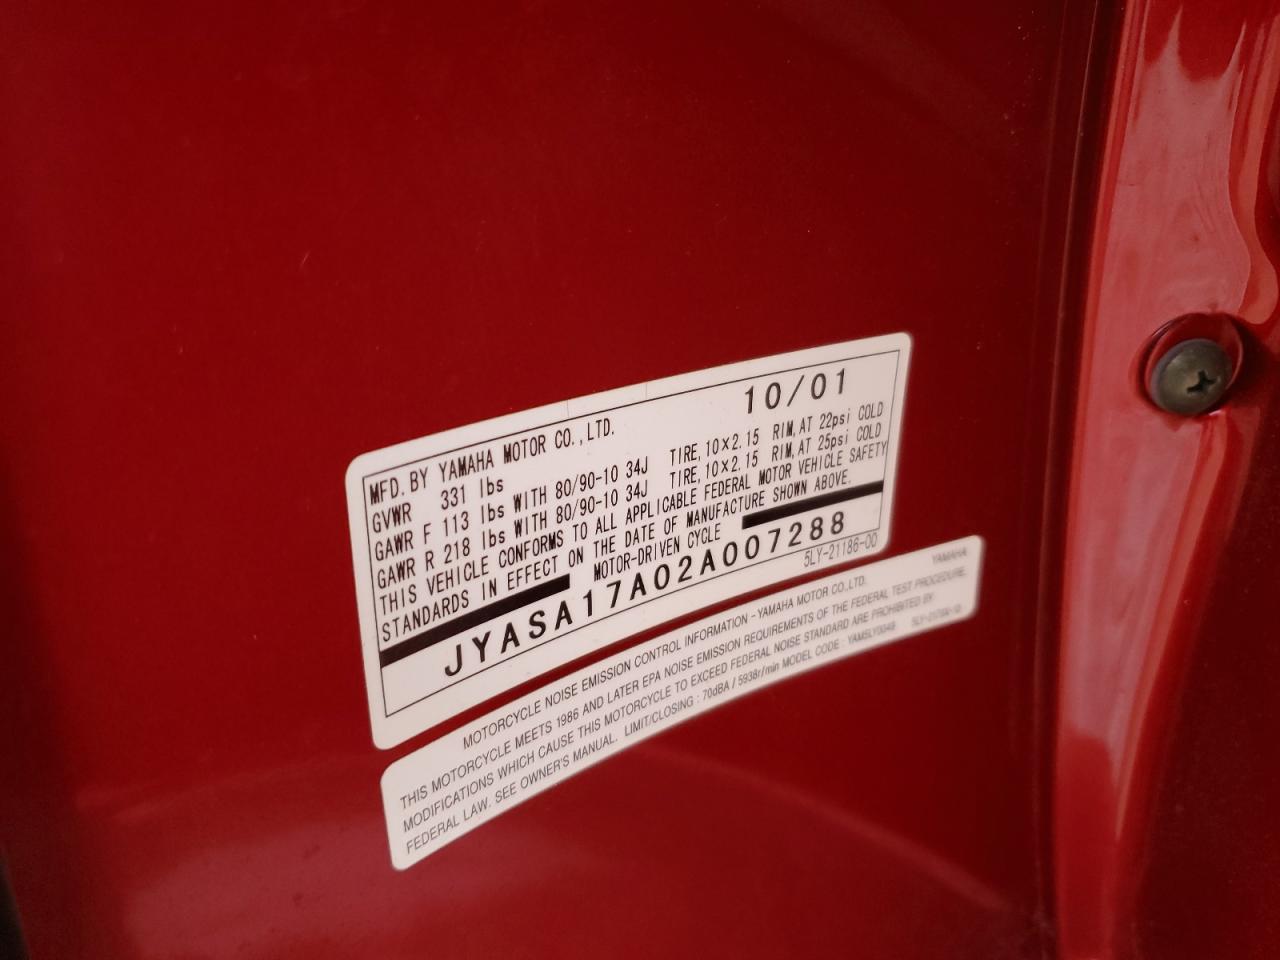 MFD. BY YAMAHA MOTOR CO., LTD. 10/01
GVWR 331 lbs
GAWR F 113 lbs WITH 80/90-10 34J TIRE, 10×2.15 RIM, AT 22psi COLD
GAWR R 218 lbs WITH 80/90-10 34J TIRE, 10×2.15 RIM, AT 25psi COLD
THIS VEHICLE CONFORMS TO ALL APPLICABLE FEDERAL MOTOR VEHICLE SAFETY
STANDARDS IN EFFECT ON THE DATE OF MANUFACTURE SHOWN ABOVE.
MOTOR-DRIVEN CYCLE
JYASA17A02A007288
5LY-21186-00
YAMAHA
MOTORCYCLE NOISE EMISSION CONTROL INFORMATION - YAMAHA MOTOR CO.,LTD.
THIS MOTORCYCLE MEETS 1986 AND LATER EPA NOISE EMISSION REQUIREMENTS OF THE FEDERAL TEST PROCEDURE.
MODIFICATIONS WHICH CAUSE THIS MOTORCYCLE TO EXCEED FEDERAL NOISE STANDARD ARE PROHIBITED BY
FEDERAL LAW. SEE OWNER'S MANUAL. LIMIT/CLOSING : 70dBA / 5938r/min MODEL CODE :